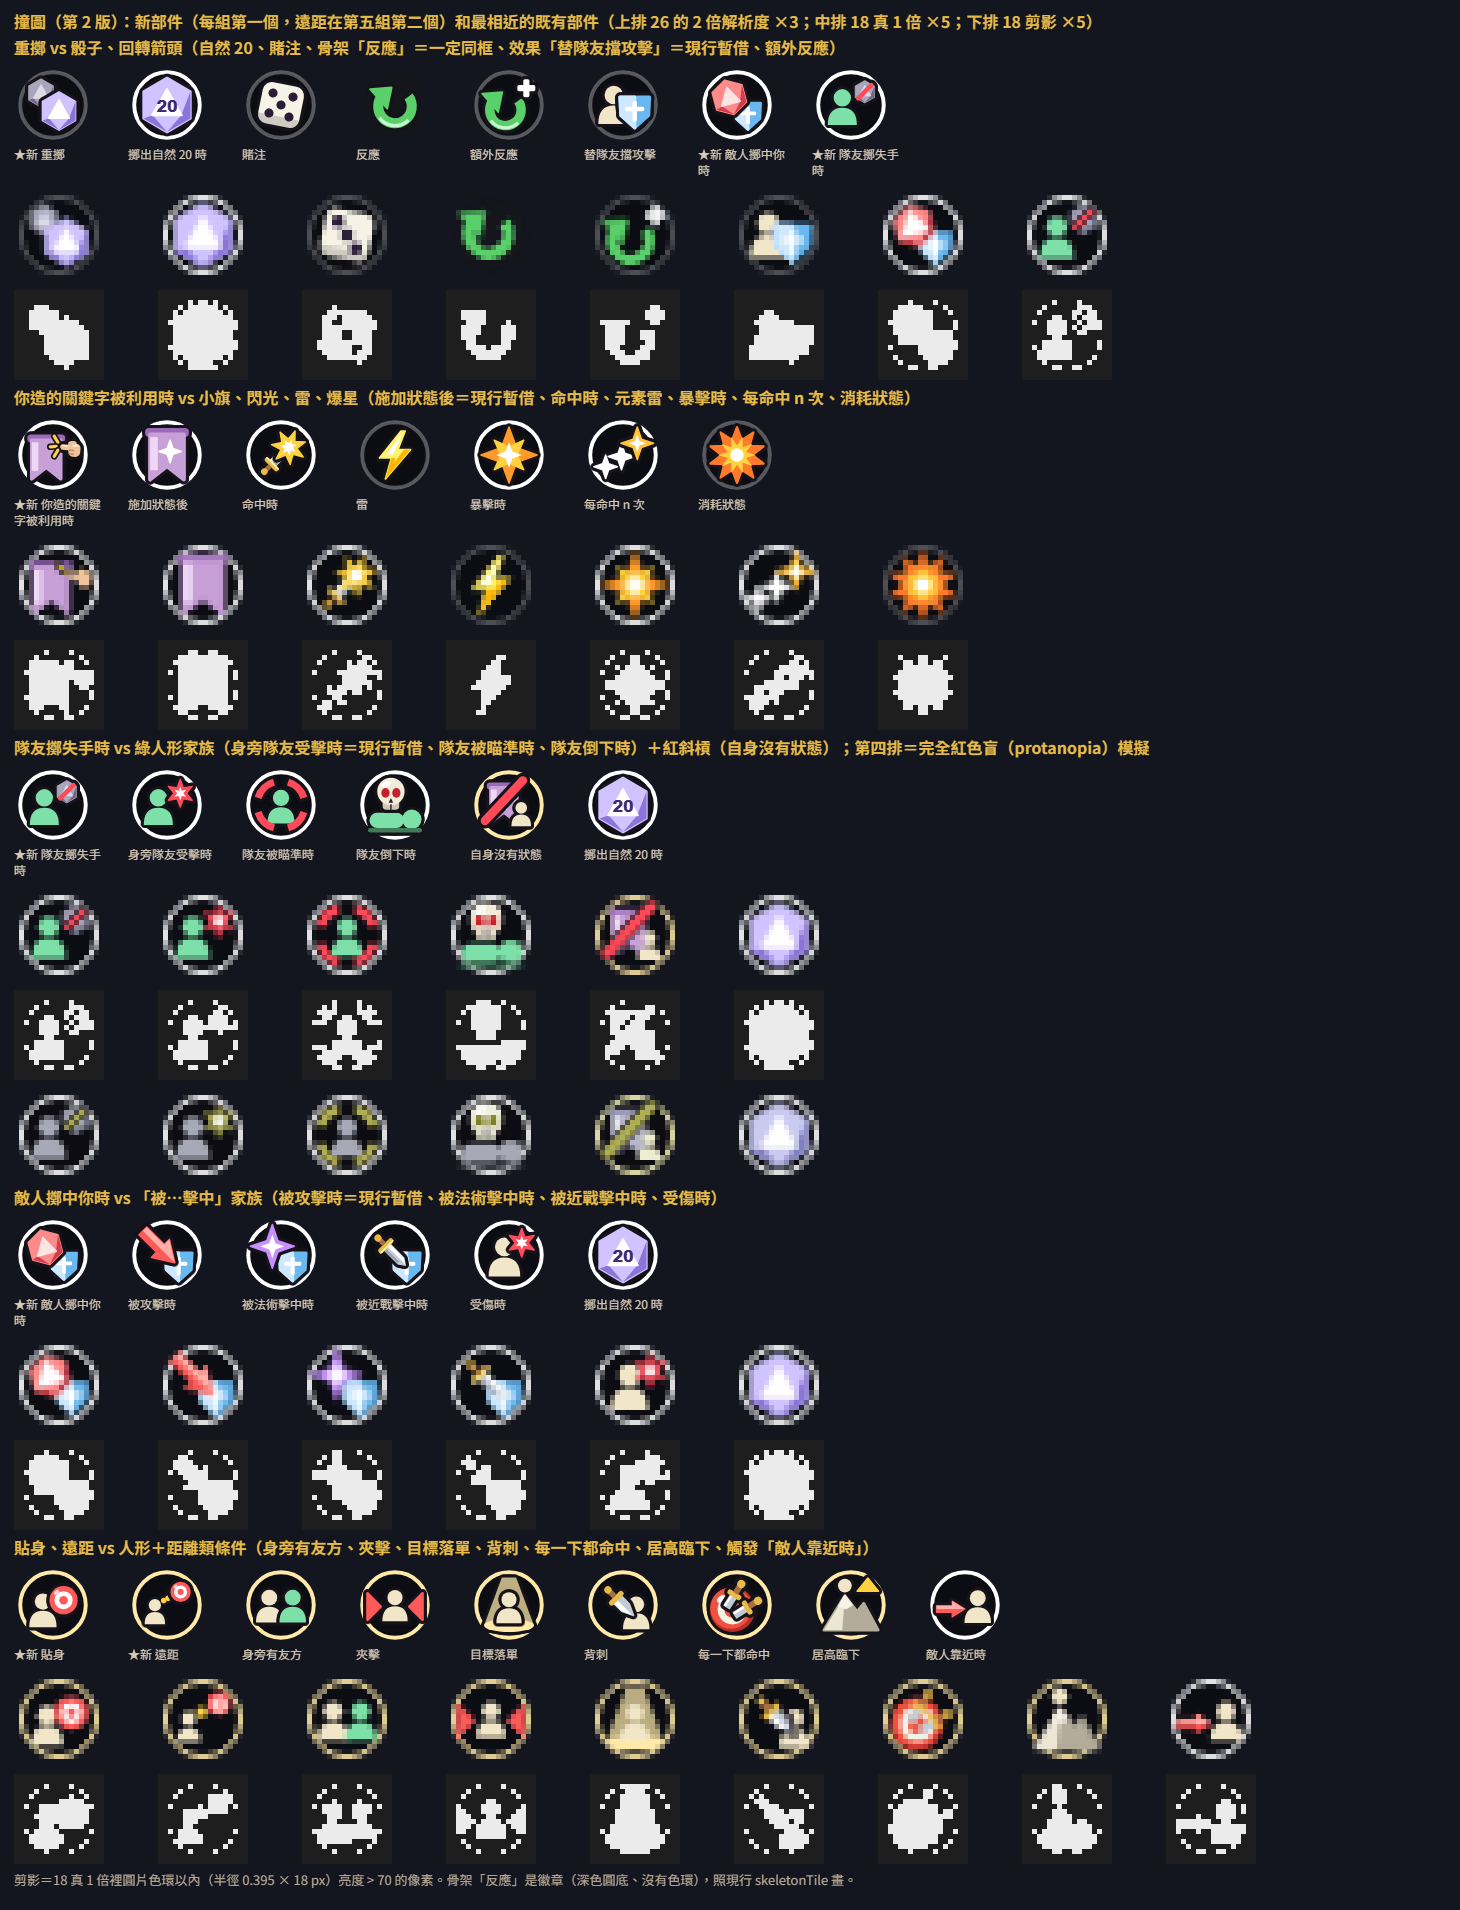 撞圖（第 2 版）：新部件（每組第一個，遠距在第五組第二個）和最相近的既有部件（上排 26 的 2 倍解析度 ×3；中排 18 真 1 倍 ×5；下排 18 剪影 ×5）
重擲 vs 骰子、回轉箭頭（自然 20、賭注、骨架「反應」＝一定同框、效果「替隊友擋攻擊」＝現行暫借、額外反應）
20
★新 重擲
擲出自然 20 時
賭注
反應
額外反應
替隊友擋攻擊
★新 敵人擲中你時
★新 隊友擲失手時
你造的關鍵字被利用時 vs 小旗、閃光、雷、爆星（施加狀態後＝現行暫借、命中時、元素雷、暴擊時、每命中 n 次、消耗狀態）
★新 你造的關鍵字被利用時
施加狀態後
命中時
雷
暴擊時
每命中 n 次
消耗狀態
隊友擲失手時 vs 綠人形家族（身旁隊友受擊時＝現行暫借、隊友被瞄準時、隊友倒下時）＋紅斜槓（自身沒有狀態）；第四排＝完全紅色盲（protanopia）模擬
20
★新 隊友擲失手時
身旁隊友受擊時
隊友被瞄準時
隊友倒下時
自身沒有狀態
擲出自然 20 時
敵人擲中你時 vs 「被⋯擊中」家族（被攻擊時＝現行暫借、被法術擊中時、被近戰擊中時、受傷時）
20
★新 敵人擲中你時
被攻擊時
被法術擊中時
被近戰擊中時
受傷時
擲出自然 20 時
貼身、遠距 vs 人形＋距離類條件（身旁有友方、夾擊、目標落單、背刺、每一下都命中、居高臨下、觸發「敵人靠近時」）
★新 貼身
★新 遠距
身旁有友方
夾擊
目標落單
背刺
每一下都命中
居高臨下
敵人靠近時
剪影＝18 真 1 倍裡圓片色環以內（半徑 0.395 × 18 px）亮度 > 70 的像素。骨架「反應」是徽章（深色圓底、沒有色環），照現行 skeletonTile 畫。